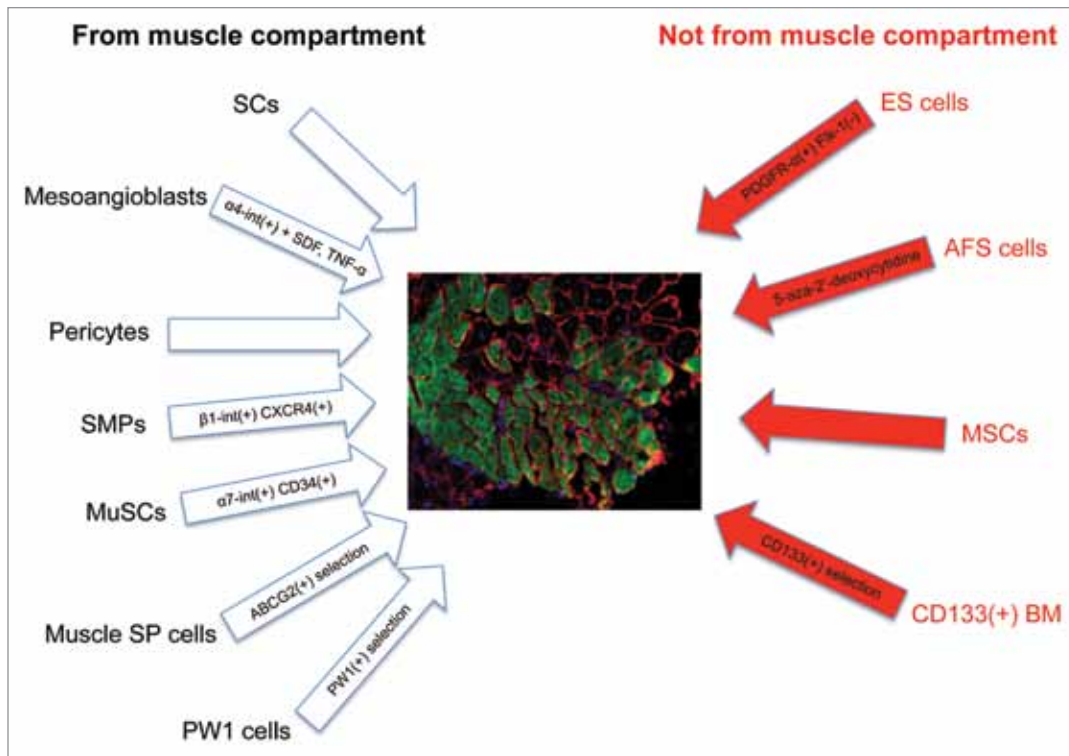 From muscle compartment
Not from muscle compartment
SCs
Mesoangioblasts
α4-int(+) + SDF, TNF-α
Pericytes
SMPs
β1-int(+) CXCR4(+)
MuSCs
α7-int(+) CD34(+)
Muscle SP cells
ABCG2(+) selection
PW1 cells
PW1(+) selection
ES cells
PDGFR-α(+) Flk-1(-)
AFS cells
5-aza-2'-deoxycytidine
MSCs
CD133(+) selection
CD133(+) BM